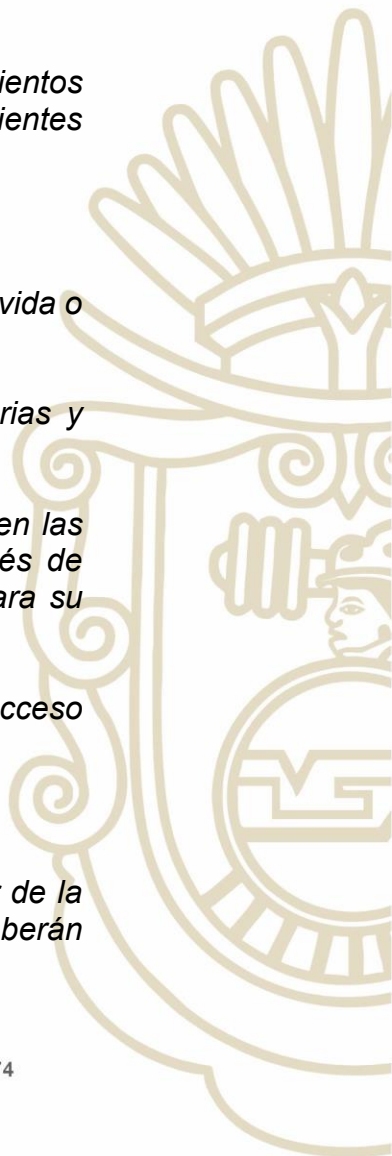 ientos
ientes
vida o
rias y
en las
és de
ara su
cceso
de la
berán
74